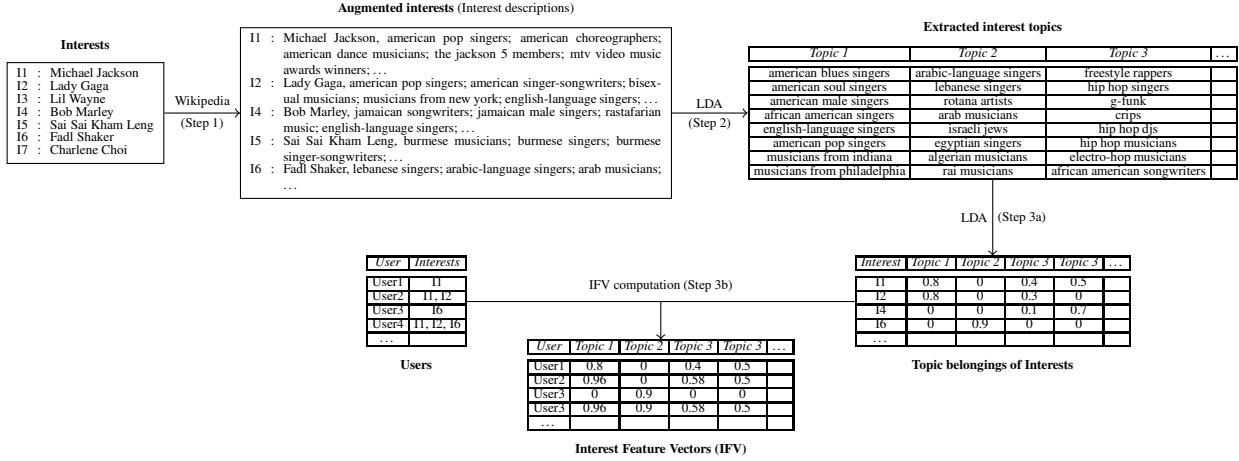 Augmented interests (Interest descriptions)
Interests
I1 : Michael Jackson
I2 : Lady Gaga
I3 : Lil Wayne
I4 : Bob Marley
I5 : Sai Sai Kham Leng
I6 : Fadl Shaker
I7 : Charlene Choi
Wikipedia
(Step 1)
I1 : Michael Jackson, american pop singers; american choreographers;
american dance musicians; the jackson 5 members; mtv video music
awards winners; ...
I2 : Lady Gaga, american pop singers; american singer-songwriters; bisex-
ual musicians; musicians from new york; english-language singers; ...
I4 : Bob Marley, jamaican songwriters; jamaican male singers; rastafarian
music; english-language singers; ...
I5 : Sai Sai Kham Leng, burmese musicians; burmese singers; burmese
singer-songwriters; ...
I6 : Fadl Shaker, lebanese singers; arabic-language singers; arab musicians;
...
LDA
(Step 2)
Extracted interest topics
Topic 1 Topic 2 Topic 3 ...
american blues singers arabic-language singers freestyle rappers
american soul singers lebanese singers hip hop singers
american male singers rotana artists g-funk
african american singers arab musicians crips
english-language singers israeli jews hip hop djs
american pop singers egyptian singers hip hop musicians
musicians from indiana algerian musicians electro-hop musicians
musicians from philadelphia rai musicians african american songwriters
LDA (Step 3a)
User Interests
User1 I1
User2 I1, I2
User3 I6
User4 I1, I2, I6
...
Users
IFV computation (Step 3b)
Interest Topic 1 Topic 2 Topic 3 Topic 3 ...
I1 0.8 0 0.4 0.5
I2 0.8 0 0.3 0
I4 0 0 0.1 0.7
I6 0 0.9 0 0
...
Topic belongings of Interests
User Topic 1 Topic 2 Topic 3 Topic 3 ...
User1 0.8 0 0.4 0.5
User2 0.96 0 0.58 0.5
User3 0 0.9 0 0
User3 0.96 0.9 0.58 0.5
...
Interest Feature Vectors (IFV)